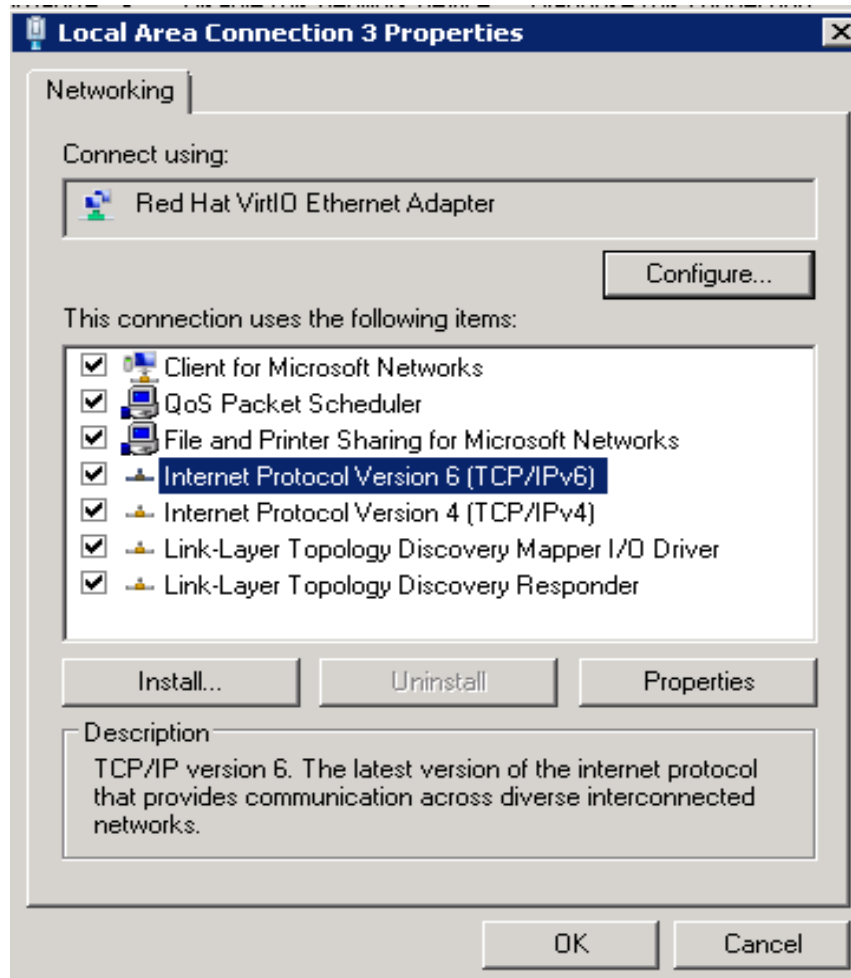 Local Area Connection 3 Properties
Networking
Connect using:
Red Hat VirtIO Ethernet Adapter
Configure...
This connection uses the following items:
Client for Microsoft Networks
QoS Packet Scheduler
File and Printer Sharing for Microsoft Networks
Internet Protocol Version 6 (TCP/IPv6)
Internet Protocol Version 4 (TCP/IPv4)
Link-Layer Topology Discovery Mapper I/O Driver
Link-Layer Topology Discovery Responder
Install... Uninstall Properties
Description
TCP/IP version 6. The latest version of the internet protocol
that provides communication across diverse interconnected
networks.
OK Cancel